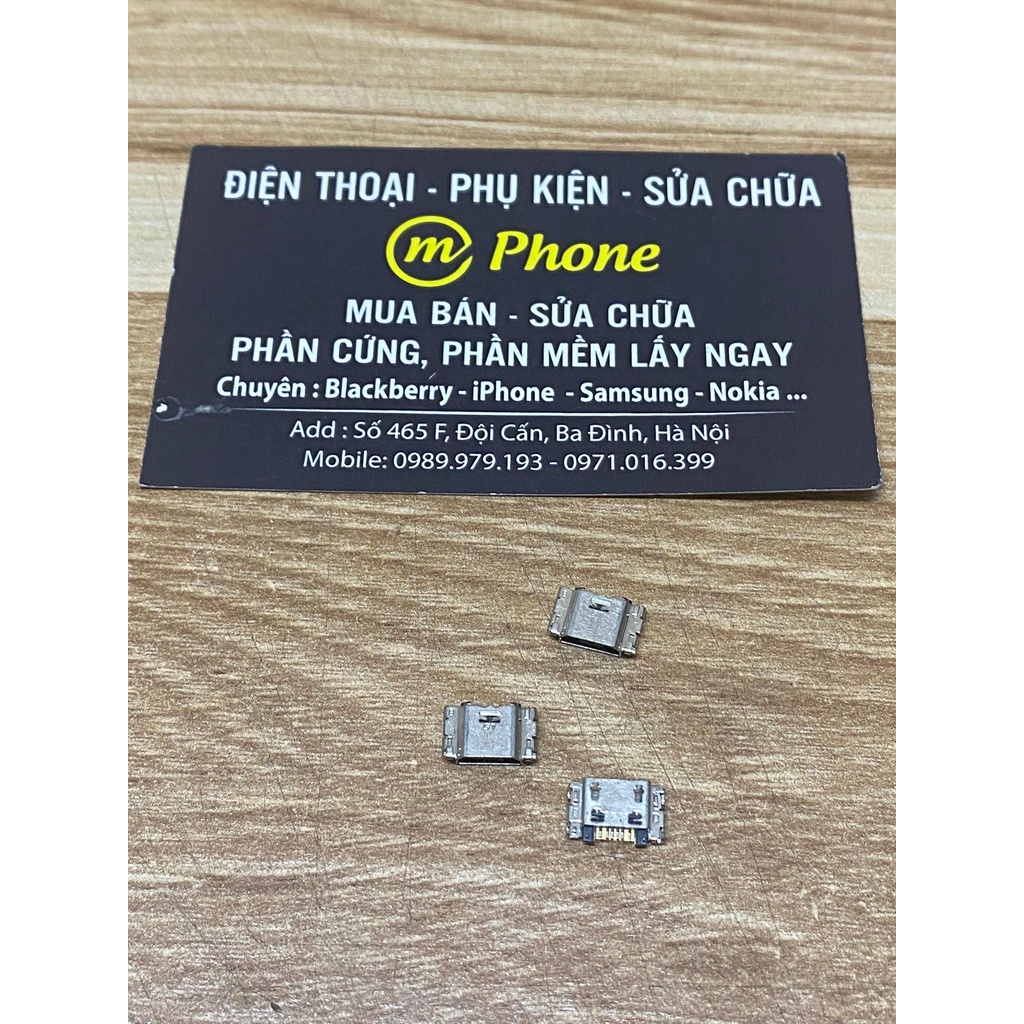 ĐIỆN THOẠI - PHỤ KIỆN - SỬA CHỮA
m Phone
MUA BÁN - SỬA CHỮA
PHẦN CỨNG, PHẦN MỀM LẤY NGAY
Chuyên : Blackberry - iPhone - Samsung - Nokia ...
Add : Số 465 F, Đội Cấn, Ba Đình, Hà Nội
Mobile: 0989.979.193 - 0971.016.399